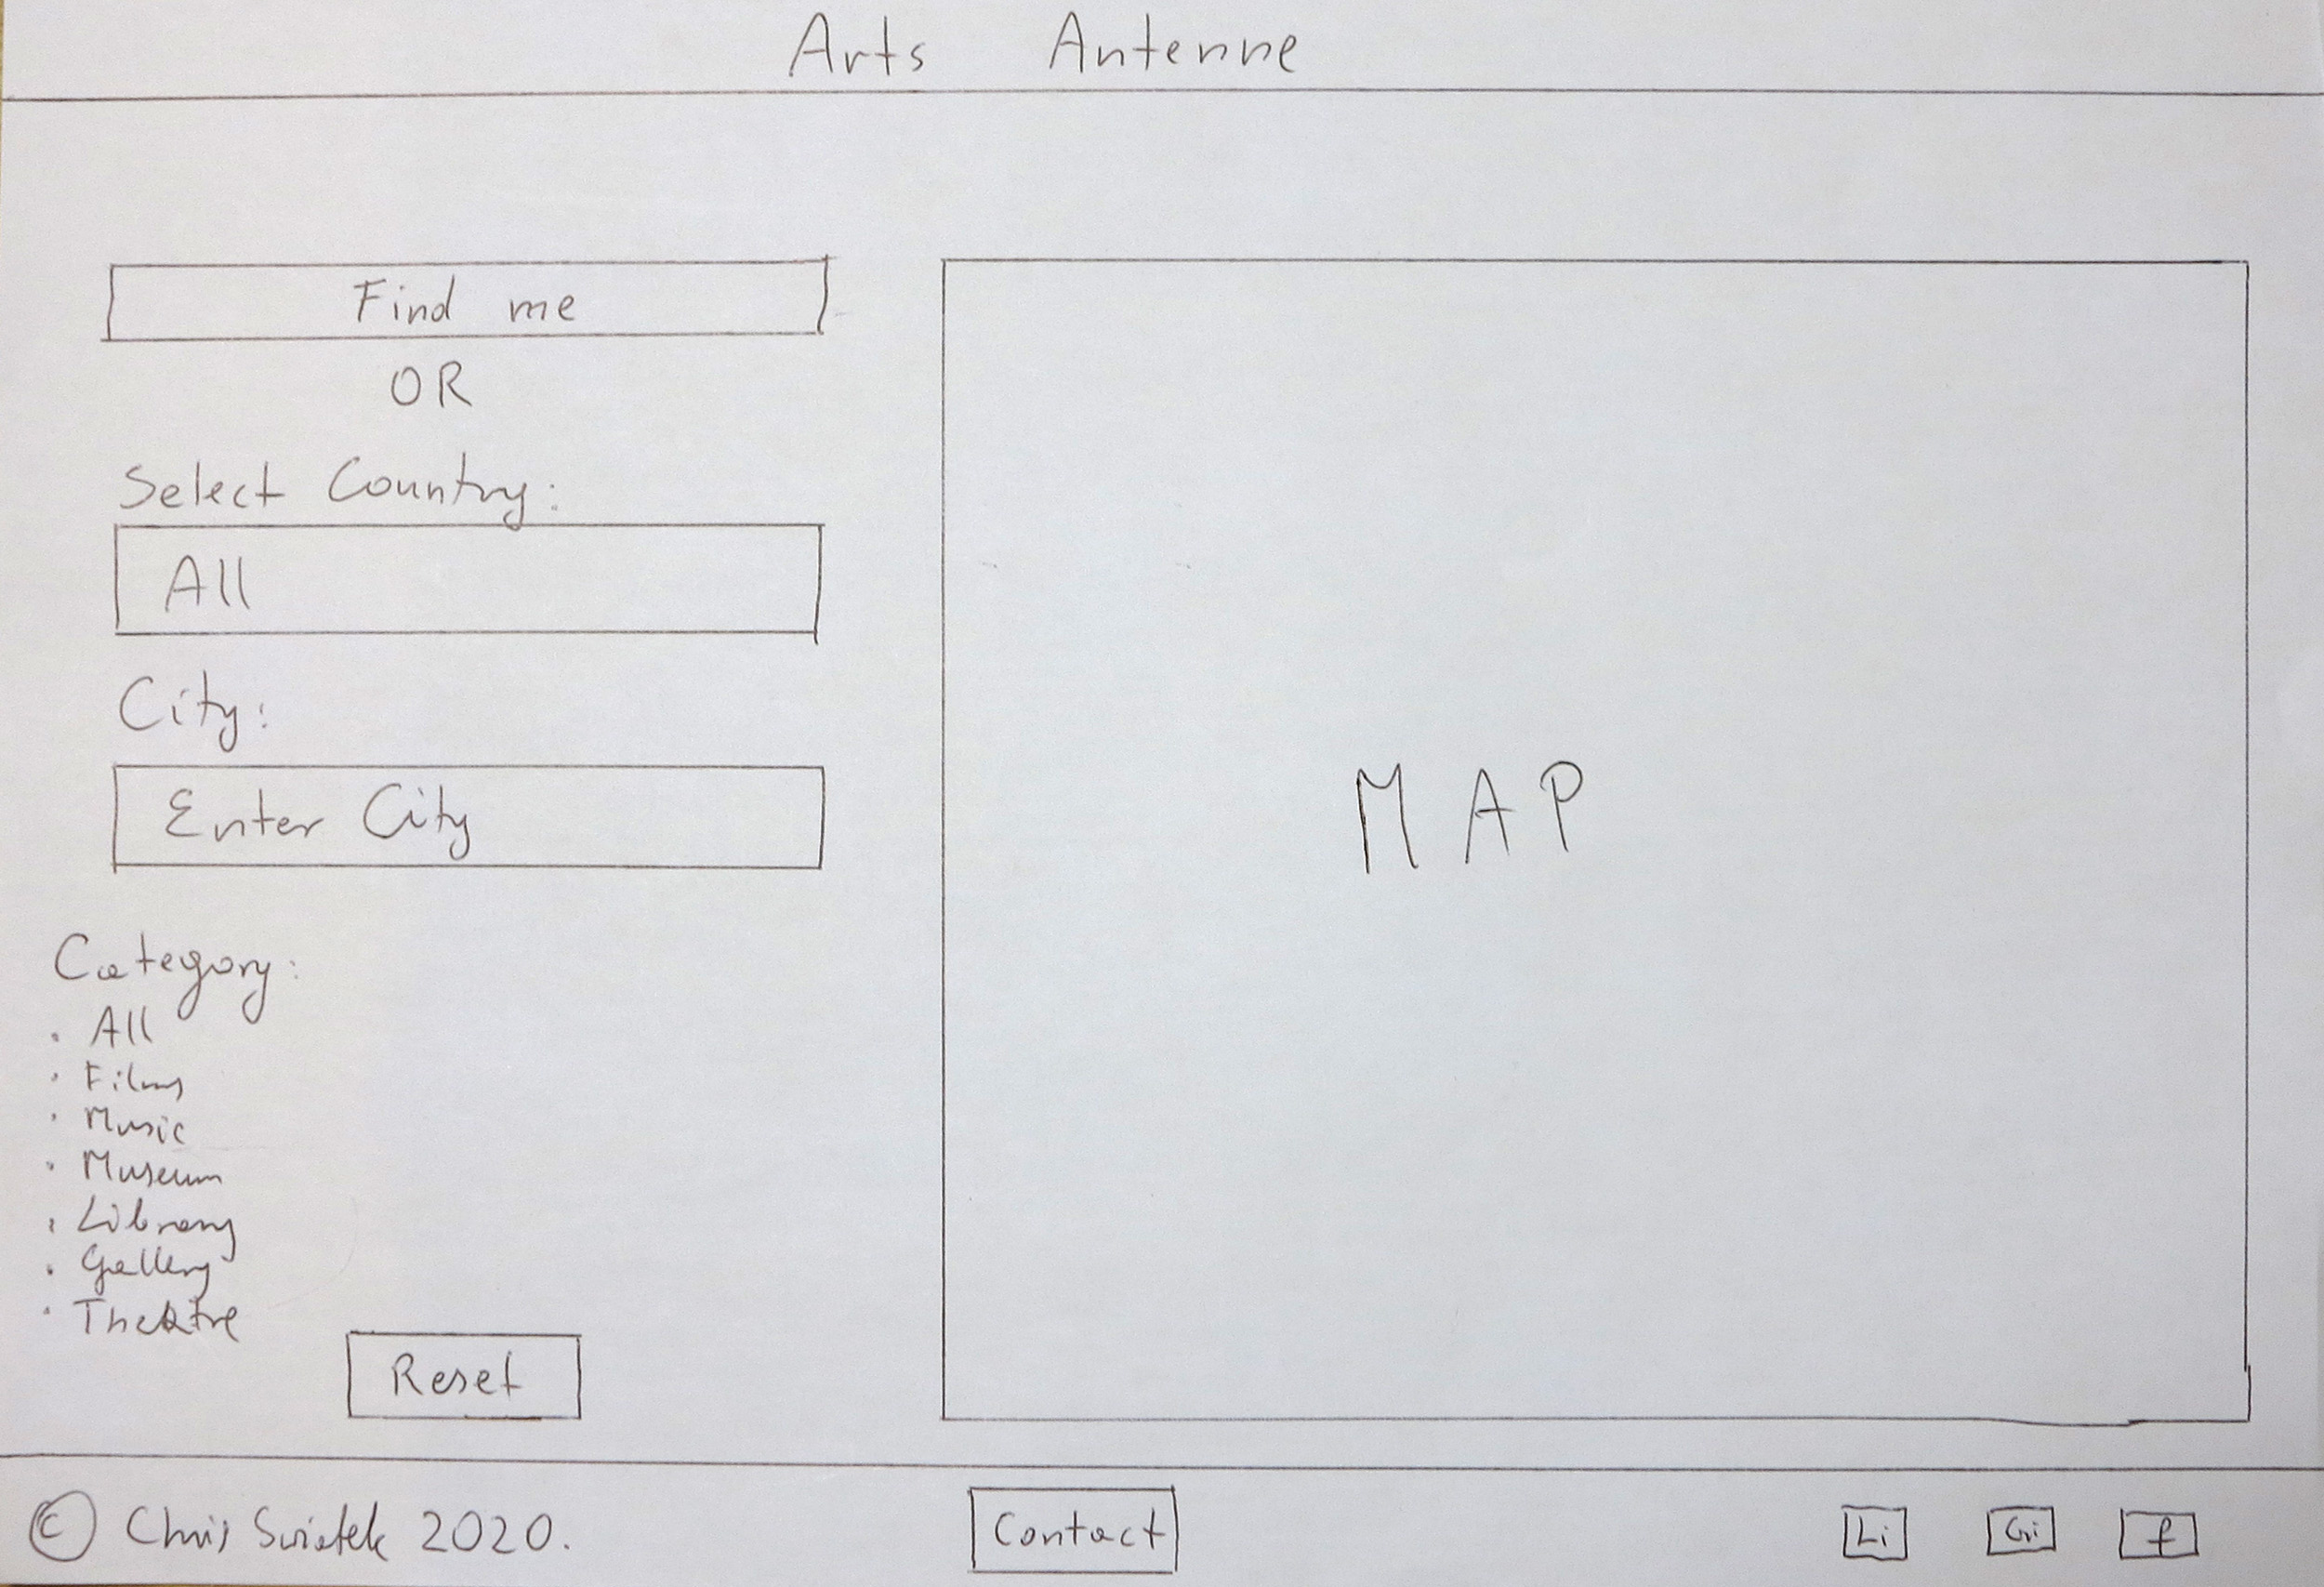 Arts Antenne
Find me
OR
Select Country:
All
City:
Enter City
Category:
· All
· Films
· Music
· Museum
· Library
· Gallery
· Theatre
Reset
MAP
© Chris Swiatek 2020.
Contact
Li
Gi
f